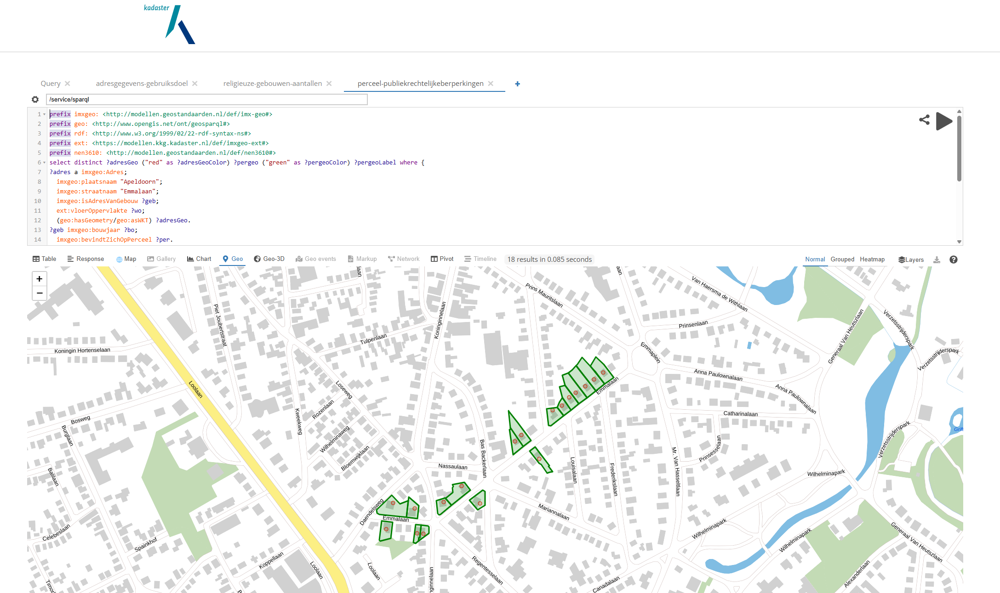 kadaster
Query adresgegevens-gebruiksdoel religieuze-gebouwen-aantallen perceel-publiekrechtelijkeberperkingen +
/service/sparql
1 prefix imxgeo: <http://modellen.geostandaarden.nl/def/imx-geo#>
2 prefix geo: <http://www.opengis.net/ont/geosparql#>
3 prefix rdf: <http://www.w3.org/1999/02/22-rdf-syntax-ns#>
4 prefix ext: <https://modellen.kkg.kadaster.nl/def/imxgeo-ext#>
5 prefix nen3610: <http://modellen.geostandaarden.nl/def/nen3610#>
6 select distinct ?adresGeo ("red" as ?adresGeoColor) ?pergeo ("green" as ?pergeoColor) ?pergeoLabel where {
7 ?adres a imxgeo:Adres;
8 imxgeo:plaatsnaam "Apeldoorn";
9 imxgeo:straatnaam "Emmalaan";
10 imxgeo:isAdresVanGebouw ?geb;
11 ext:vloerOppervlakte ?wo;
12 (geo:hasGeometry/geo:asWKT) ?adresGeo.
13 ?geb imxgeo:bouwjaar ?bo;
14 imxgeo:bevindtZichOpPerceel ?per.
Table Response Map Gallery Chart Geo Geo-3D Geo events Markup Network Pivot Timeline 18 results in 0.085 seconds Normal Grouped Heatmap Layers
+
−
laan
aan
Van Haersma de Withlaan
Prins Mauritslaan
Piet Joubertstraat
Koninginnelaan
Generaal Van Heutszlaan
Verzetsstrijderspark
Prinsenlaan
Tulpenlaan
Koningin Hortenselaan
Emmaplein
Verzetsstrijderspark
Anna Paulownalaan
Loolaan
Loseweg
Emmalaan
Anna Paulownalaan
Rozenlaan
Kweekweg
Catharinalaan
Bosweg
Burglaan
Wilhelminaweg
Verzetsstrijderspark
Grift
Bloemwijklaan
Bas Backerlaan
Prinsesselaan
Mr. Van Hasseltlaan
Louisalaan
Nassaulaan
Frederikslaan
Balilaan
Wilhelminapark
Daendelsweg
Mariannalaan
Emmalaan
Celebeslaan
Wilhelminapark
Wilhelminapark
Generaal Van Heutszlaan
Spainkhof
Koppellaan
Loolaan
Loolaan
Regentesselaan
nginnelaan
Alexanderlaan
Canadalaan
Timor
B